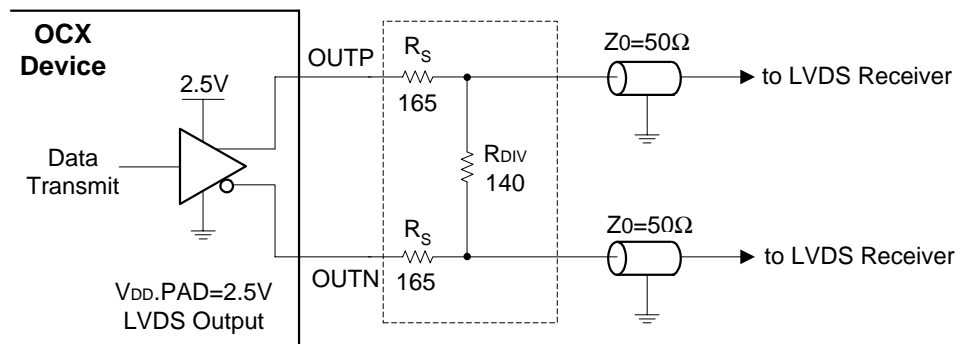 OCX
Device
2.5V
Data
Transmit
VDD.PAD=2.5V
LVDS Output
OUTP
RS
165
RDIV
140
RS
OUTN
165
Z0=50Ω
to LVDS Receiver
Z0=50Ω
to LVDS Receiver